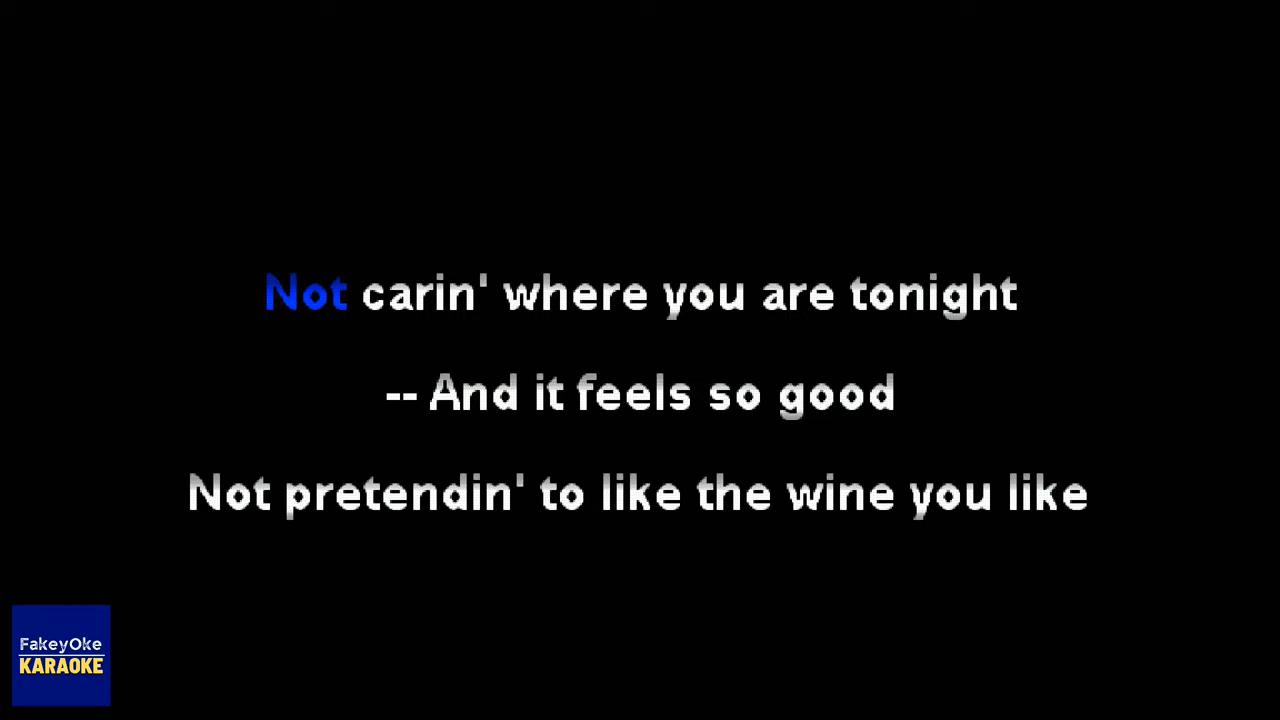 Not carin' where you are tonight
-- And it feels so good
Not pretendin' to like the wine you like
FakeyOke
KARAOKE